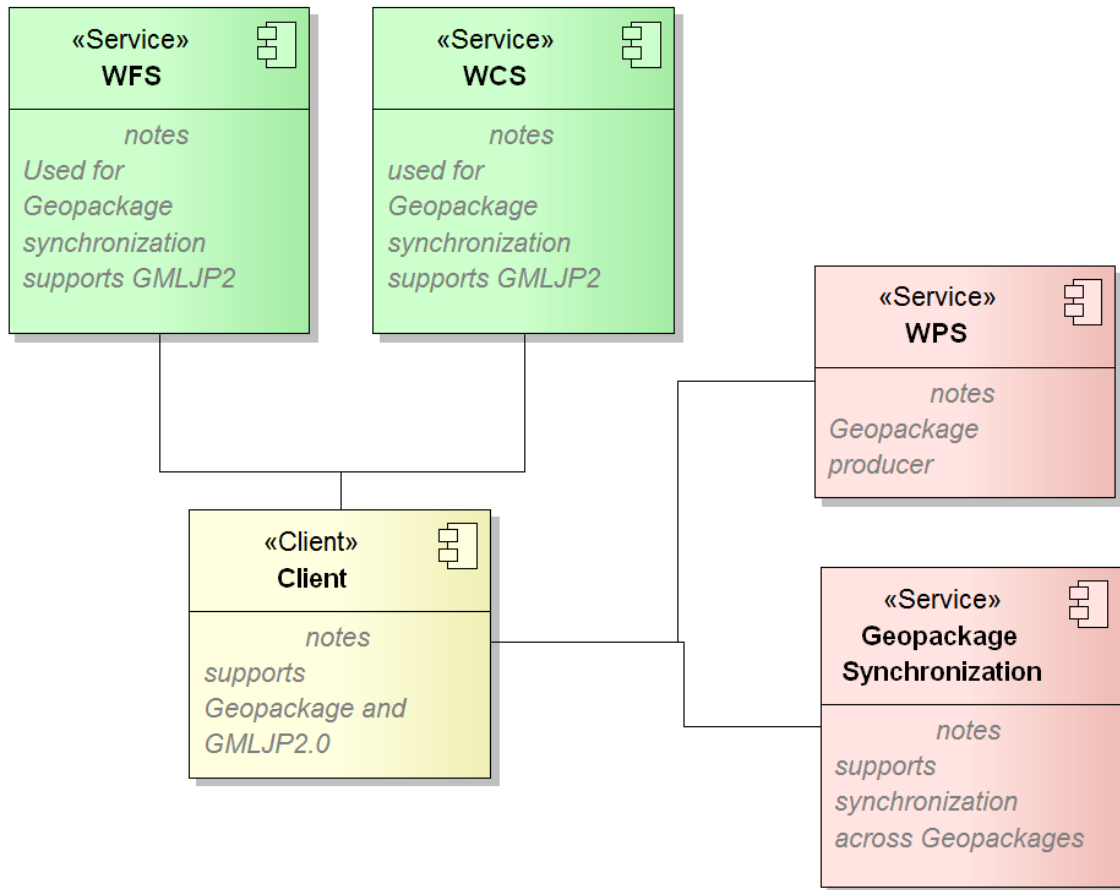 «Service»
WFS
notes
Used for
Geopackage
synchronization
supports GMLJP2
«Service»
WCS
notes
used for
Geopackage
synchronization
supports GMLJP2
«Service»
WPS
notes
Geopackage
producer
«Client»
Client
notes
supports
Geopackage and
GMLJP2.0
«Service»
Geopackage
Synchronization
notes
supports
synchronization
across Geopackages